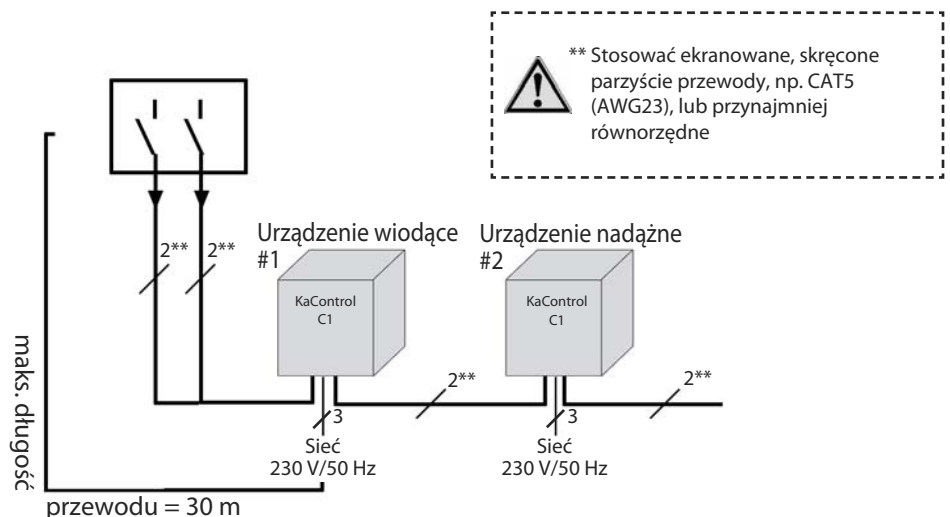 ** Stosować ekranowane, skręcone
parzyście przewody, np. CAT5
(AWG23), lub przynajmniej
równorzędne
2**
2**
Urządzenie wiodące
#1
KaControl
C1
Urządzenie nadążne
#2
KaControl
C1
2**
2**
3
Sieć
230 V/50 Hz
3
Sieć
230 V/50 Hz
maks. długość
przewodu = 30 m